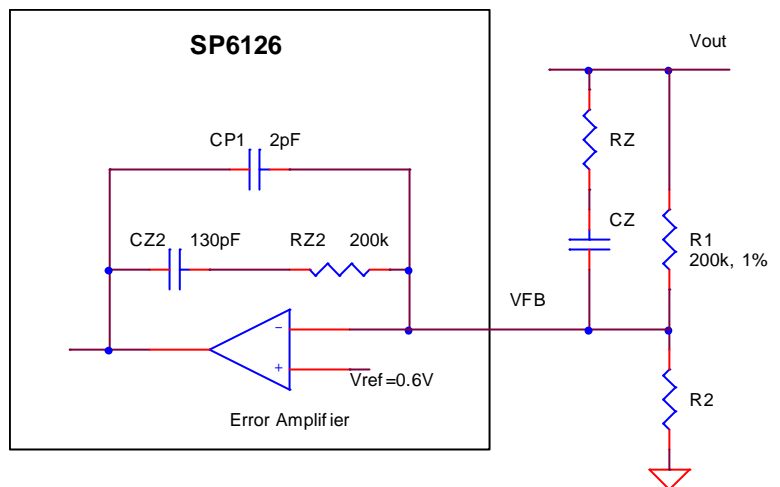 SP6126
Vout
CP1 2pF
RZ
CZ2 130pF RZ2 200k
CZ
R1
200k, 1%
VFB
−
+
Vref=0.6V
R2
Error Amplifier